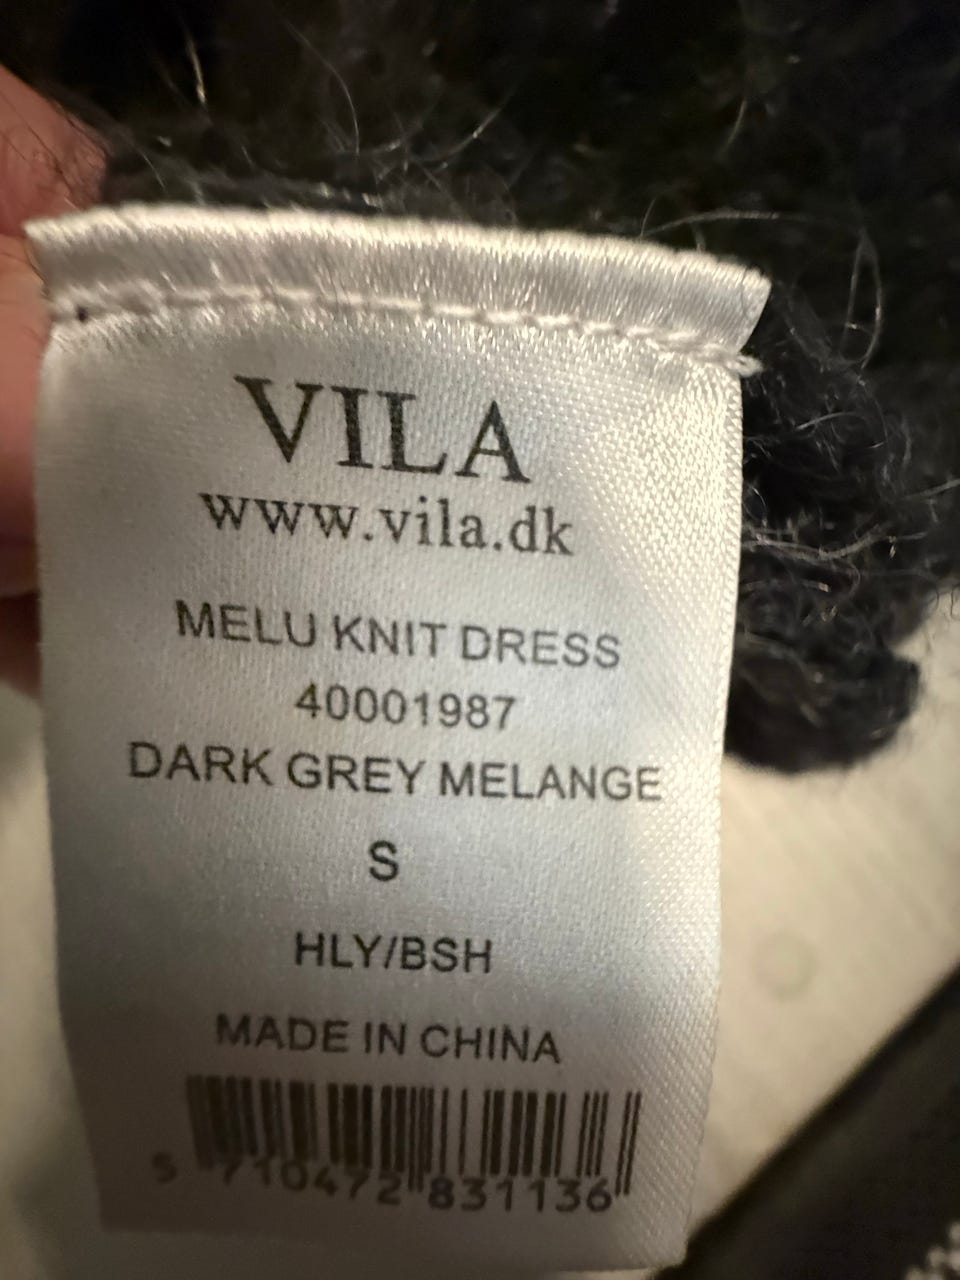 VILA
www.vila.dk
MELU KNIT DRESS
40001987
DARK GREY MELANGE
S
HLY/BSH
MADE IN CHINA
5 710472 831136